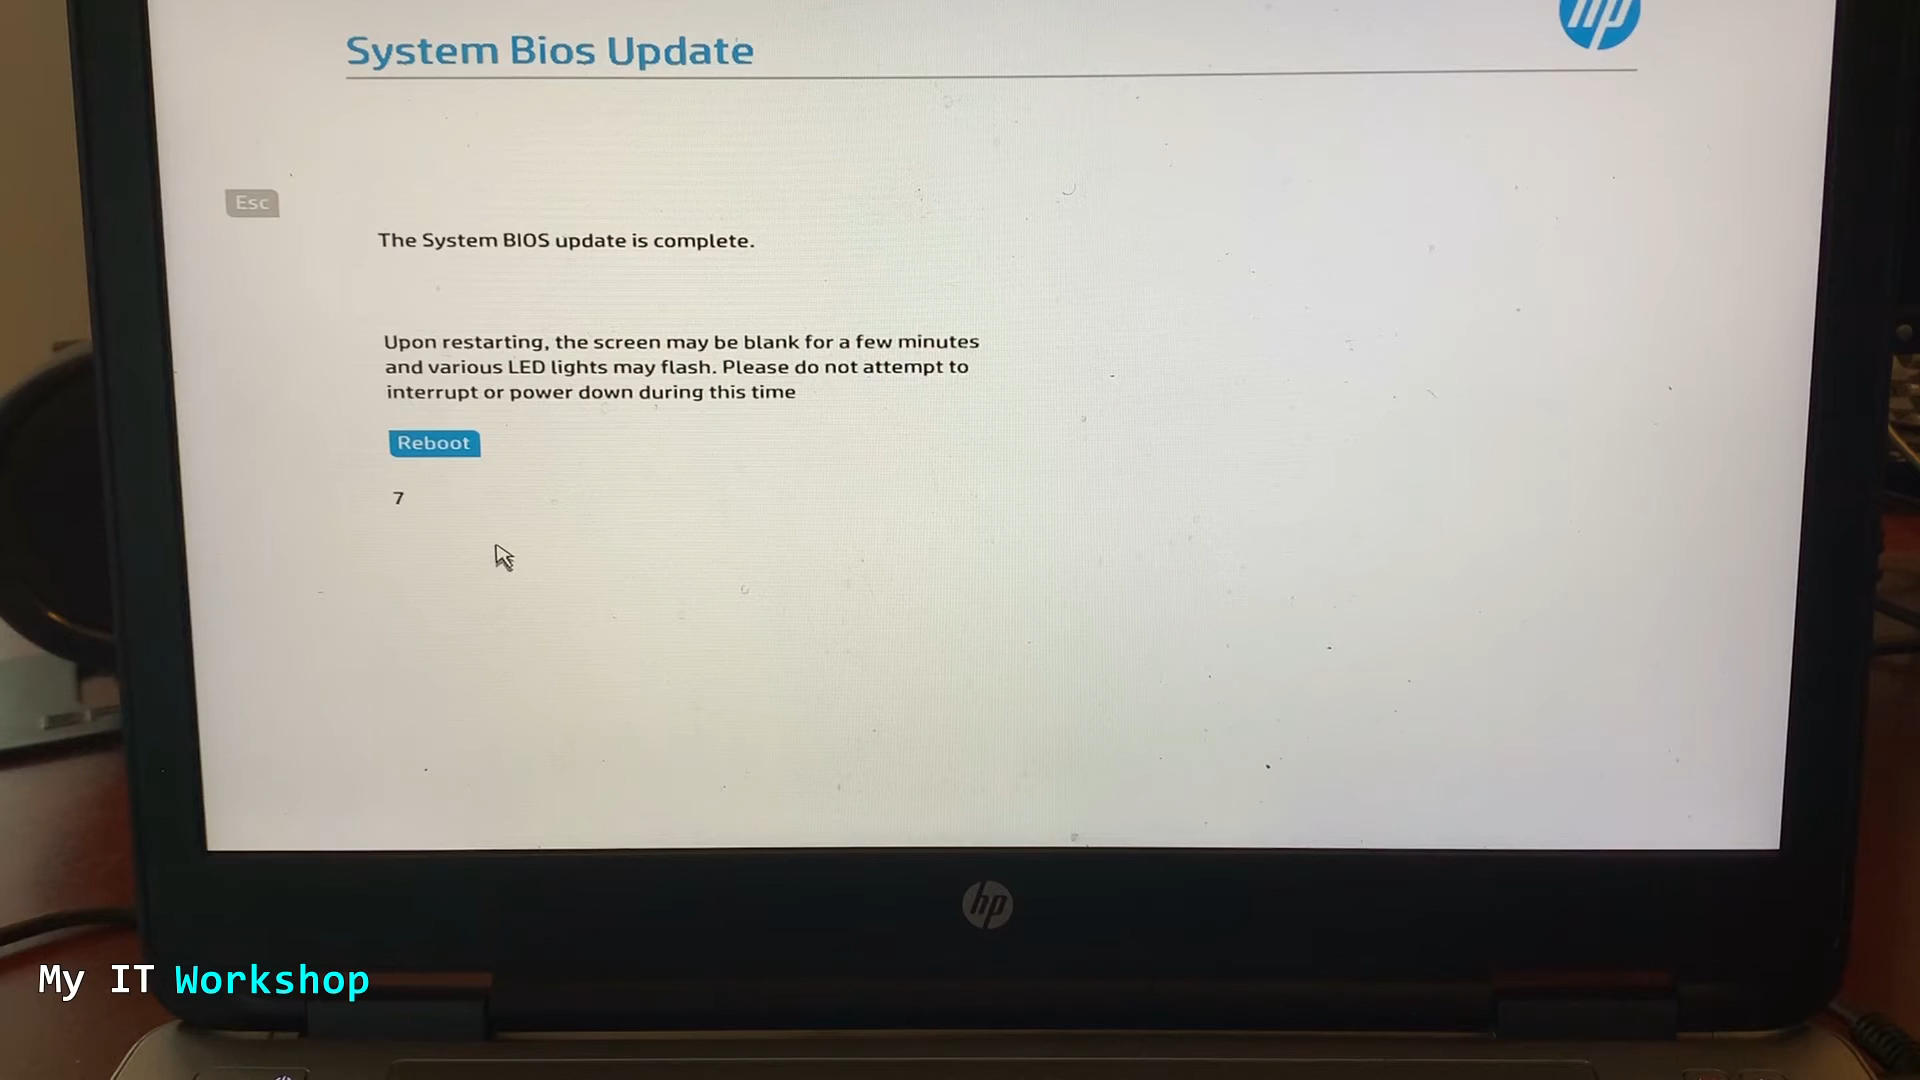 hp
System Bios Update
Esc
The System BIOS update is complete.
Upon restarting, the screen may be blank for a few minutes
and various LED lights may flash. Please do not attempt to
interrupt or power down during this time
Reboot
7
hp
My IT Workshop